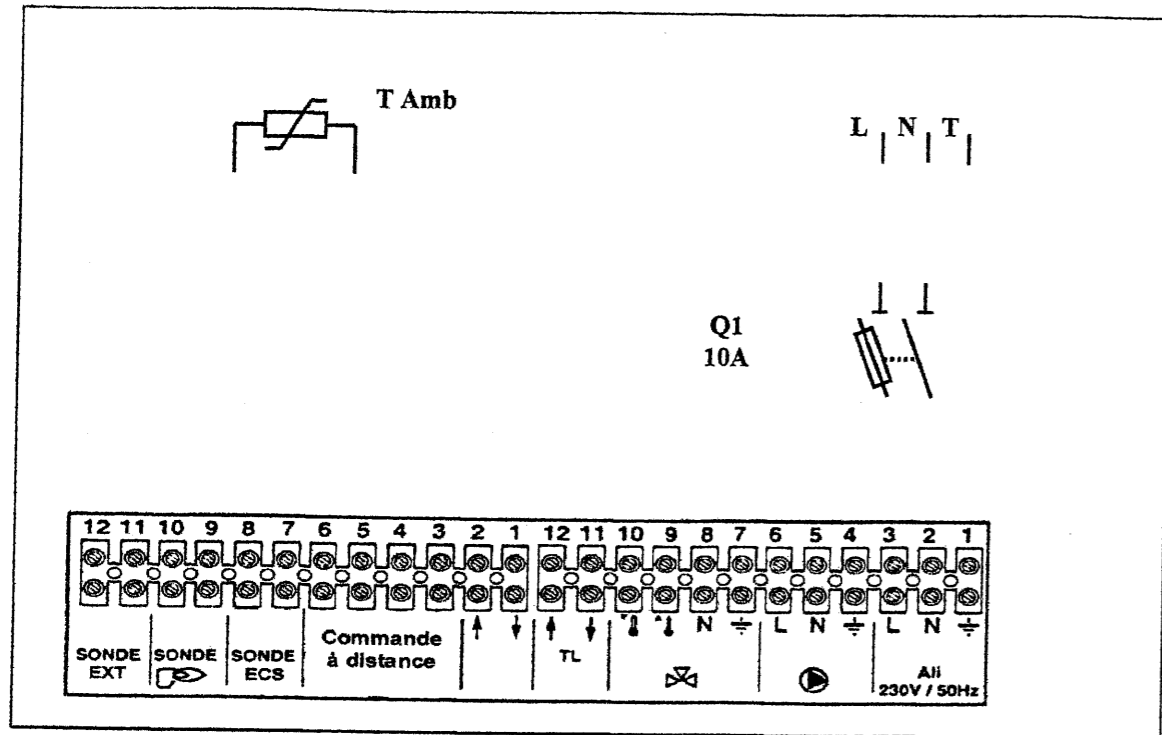 T Amb
L N T
Q1
10A
12 11 10 9 8 7 6 5 4 3 2 1 12 11 10 9 8 7 6 5 4 3 2 1
N L N L N
SONDE EXT
SONDE
SONDE ECS
Commande à distance
TL
Ali
230V / 50Hz